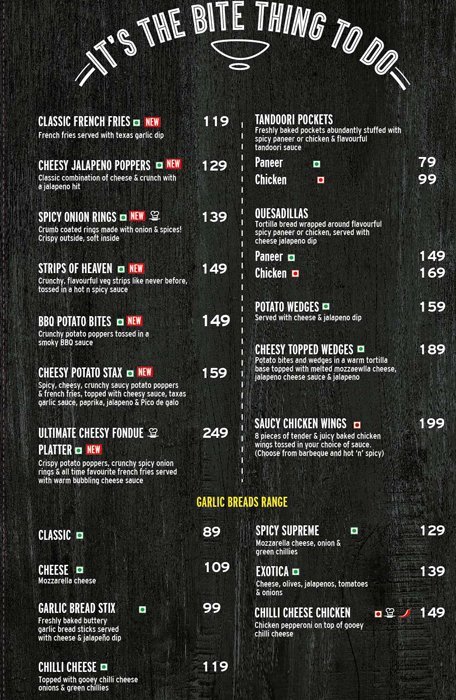 IT'S THE BITE THING TO DO
CLASSIC FRENCH FRIES NEW 119
French fries served with texas garlic dip
CHEESY JALAPENO POPPERS NEW 129
Classic combination of cheese & crunch with
a jalapeno hit
SPICY ONION RINGS NEW 139
Crumb coated rings made with onion & spices!
Crispy outside, soft inside
STRIPS OF HEAVEN NEW 149
Crunchy, flavourful veg strips like never before,
tossed in a hot n spicy sauce
BBQ POTATO BITES NEW 149
Crunchy potato poppers tossed in a
smoky BBQ sauce
CHEESY POTATO STAX NEW 159
Spicy, cheesy, crunchy saucy potato poppers
& french fries, topped with cheesy sauce, taxas
garlic sauce, paprika, jalapeno & Pico de galo
ULTIMATE CHEESY FONDUE 249
PLATTER NEW
Crispy potato poppers, crunchy spicy onion
rings & all time favourite french fries served
with warm bubbling cheese sauce
TANDOORI POCKETS
Freshly baked pockets abundantly stuffed with
spicy paneer or chicken & flavourful
tandoori sauce
Paneer 79
Chicken 99
QUESADILLAS
Tortilla bread wrapped around flavourful
spicy paneer or chicken, served with
cheese jalapeno dip
Paneer 149
Chicken 169
POTATO WEDGES 159
Served with cheese & jalapeno dip
CHEESY TOPPED WEDGES 189
Potato bites and wedges in a warm tortilla
base topped with melted mozzaewlla cheese,
jalapeno cheese sauce & jalapeno
SAUCY CHICKEN WINGS 199
8 pieces of tender & juicy baked chicken
wings tossed in your choice of sauce.
(Choose from barbeque and hot 'n' spicy)
GARLIC BREADS RANGE
CLASSIC 89
CHEESE 109
Mozzarella cheese
GARLIC BREAD STIX 99
Freshly baked buttery
garlic bread sticks served
with cheese & jalapeño dip
CHILLI CHEESE 119
Topped with gooey chilli cheese
onions & green chillies
SPICY SUPREME 129
Mozzarella cheese, onion &
green chillies
EXOTICA 139
Cheese, olives, jalapenos, tomatoes
& onions
CHILLI CHEESE CHICKEN 149
Chicken pepperoni on top of gooey
chilli cheese